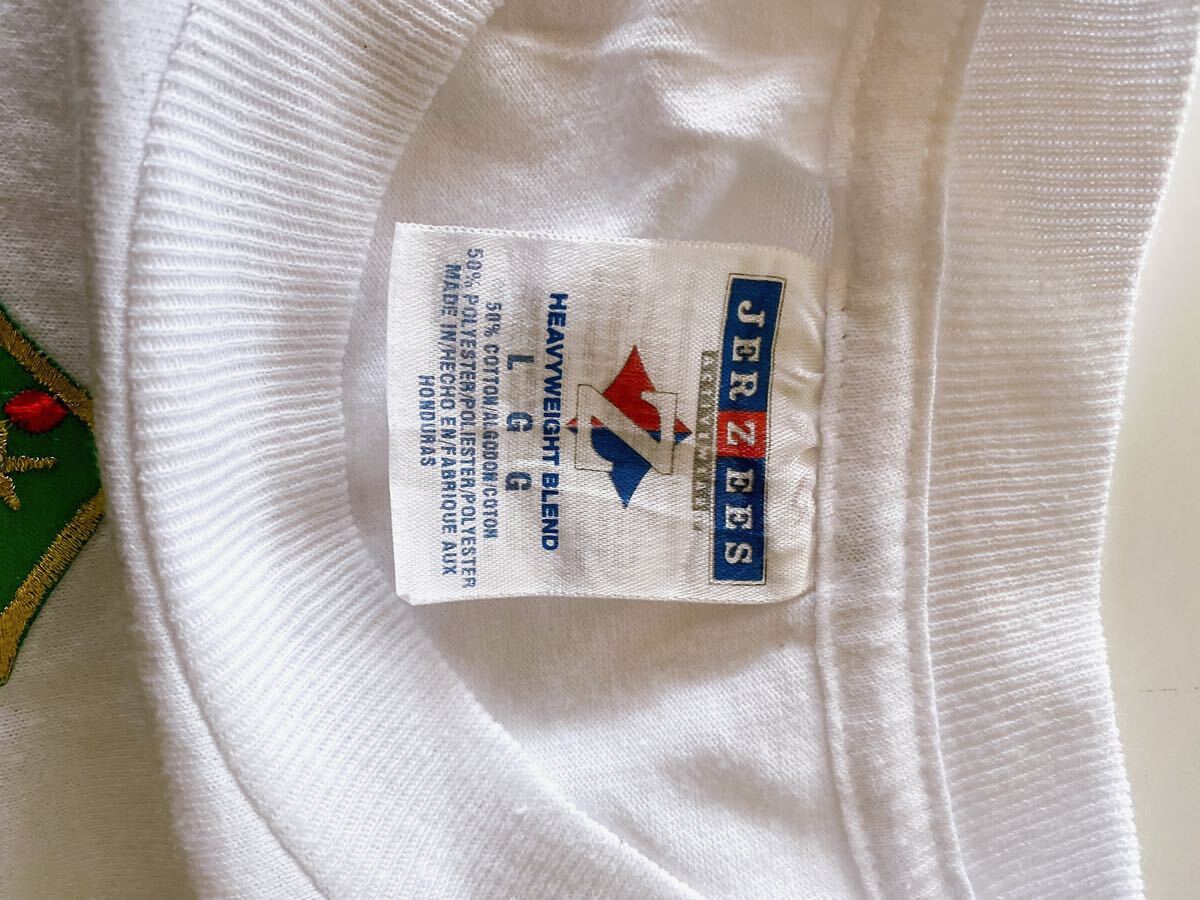 JERZEES
Z
HEAVYWEIGHT BLEND
L G G
50% COTTON/ALGODON/COTON
50% POLYESTER/POLIESTER/POLYESTER
MADE IN/HECHO EN/FABRIQUE AUX
HONDURAS